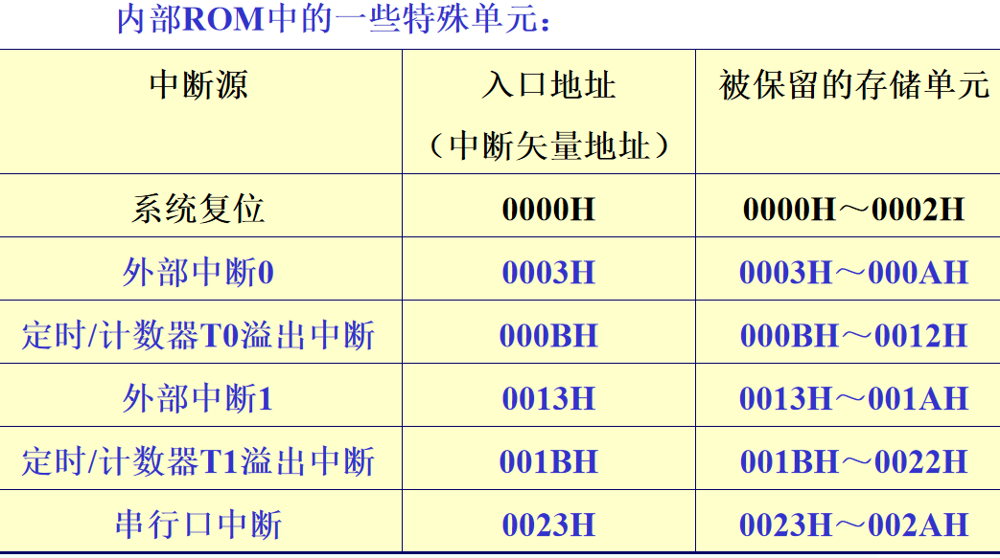 内部ROM中的一些特殊单元：
中断源 入口地址 被保留的存储单元
（中断矢量地址）
系统复位 0000H 0000H～0002H
外部中断0 0003H 0003H～000AH
定时/计数器T0溢出中断 000BH 000BH～0012H
外部中断1 0013H 0013H～001AH
定时/计数器T1溢出中断 001BH 001BH～0022H
串行口中断 0023H 0023H～002AH